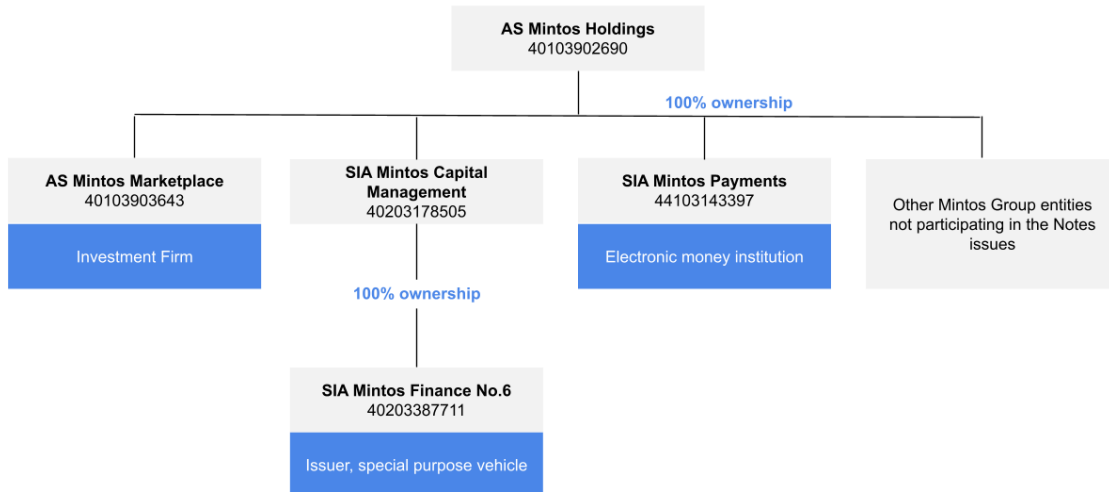 AS Mintos Holdings
40103902690
100% ownership
AS Mintos Marketplace
40103903643
Investment Firm
SIA Mintos Capital
Management
40203178505
SIA Mintos Payments
44103143397
Electronic money institution
Other Mintos Group entities
not participating in the Notes
issues
100% ownership
SIA Mintos Finance No.6
40203387711
Issuer, special purpose vehicle